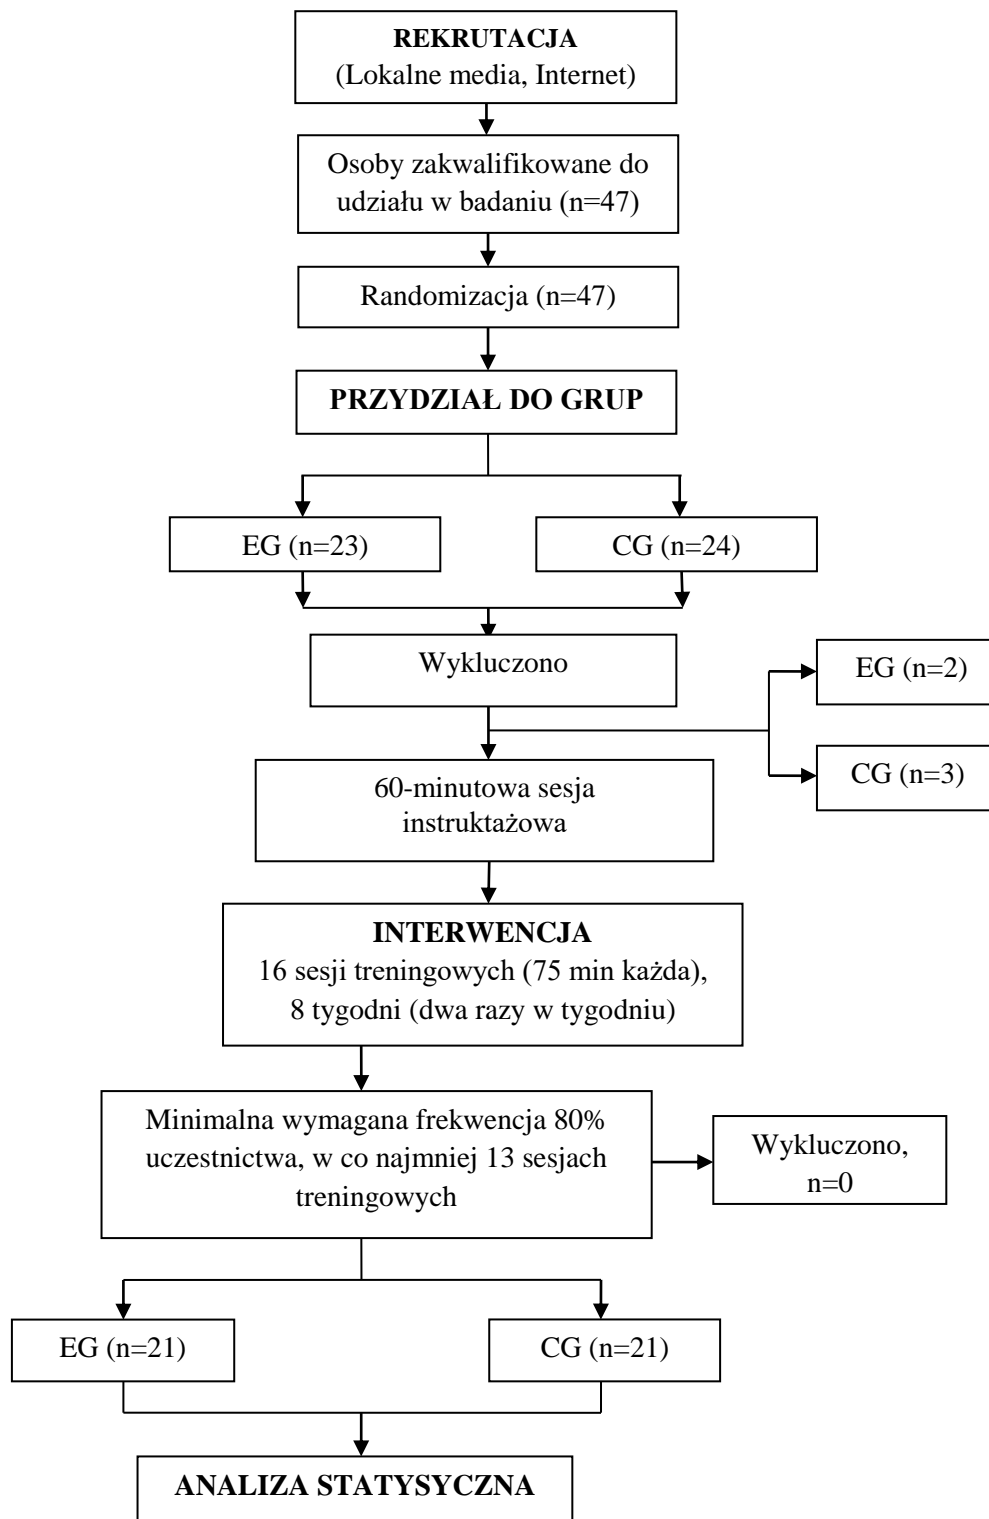 REKRUTACJA
(Lokalne media, Internet)
Osoby zakwalifikowane do
udziału w badaniu (n=47)
Randomizacja (n=47)
PRZYDZIAŁ DO GRUP
EG (n=23)
CG (n=24)
Wykluczono
EG (n=2)
CG (n=3)
60-minutowa sesja
instruktażowa
INTERWENCJA
16 sesji treningowych (75 min każda),
8 tygodni (dwa razy w tygodniu)
Minimalna wymagana frekwencja 80%
uczestnictwa, w co najmniej 13 sesjach
treningowych
Wykluczono,
n=0
EG (n=21)
CG (n=21)
ANALIZA STATYSYCZNA